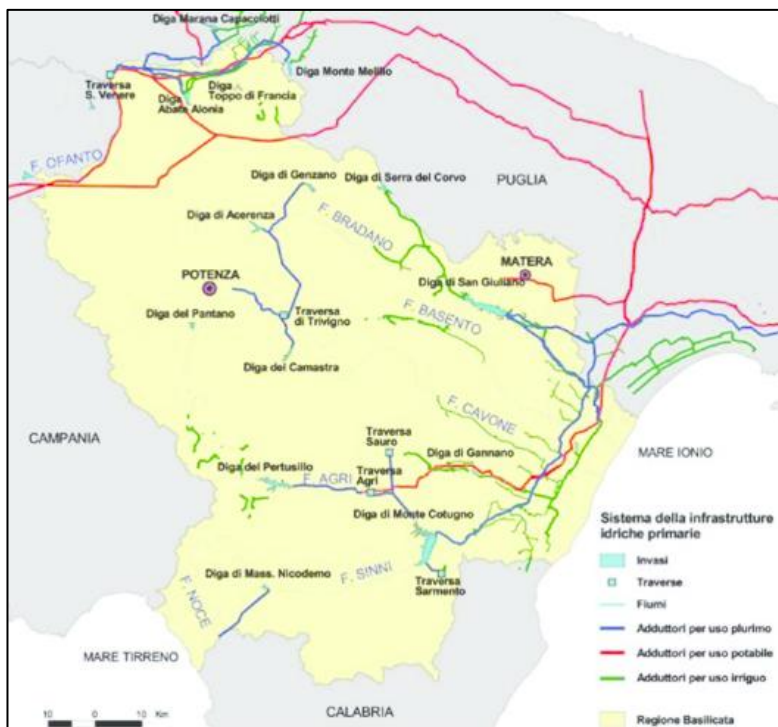 Diga Marana Capacciotti
Diga Monte Melillo
Traversa
S. Venere
Diga
Abate Alonia
Diga
Toppo di Francia
F. OFANTO
Diga di Genzano
Diga di Serra del Corvo
PUGLIA
Diga di Acerenza
F. BRADANO
MATERA
POTENZA
Diga di San Giuliano
Diga del Pantano
Traversa
di Trivigno
F. BASENTO
Diga del Camastra
F. CAVONE
CAMPANIA
Traversa
Sauro
Diga di Gannano
MARE IONIO
Diga del Pertusillo
F. AGRI
Traversa
Agri
Diga di Monte Cotugno
Diga di Mass. Nicodemo
F. SINNI
Traversa
Sarmento
F. NOCE
MARE TIRRENO
CALABRIA
10 0 10 Km
Sistema della infrastrutture
idriche primarie
Invasi
Traverse
Fiumi
Adduttori per uso plurimo
Adduttori per uso potabile
Adduttori per uso irriguo
Regione Basilicata